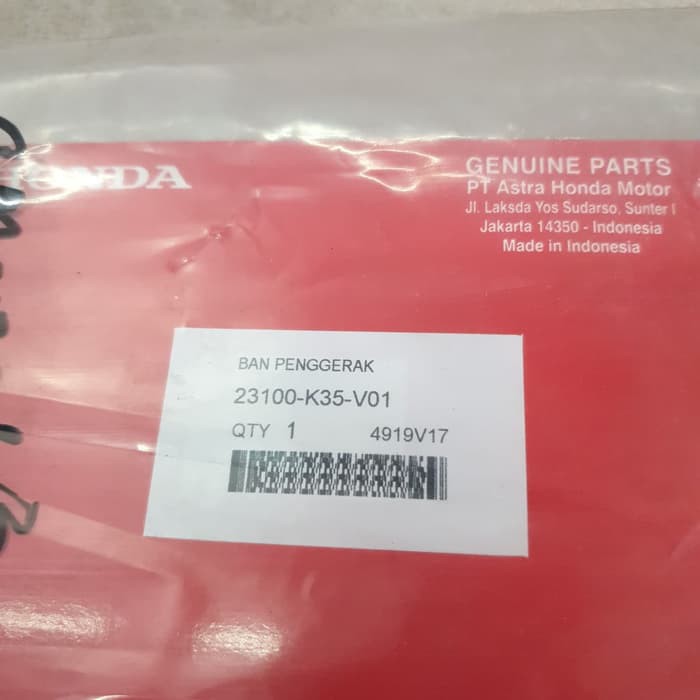 HONDA
GENUINE PARTS
PT Astra Honda Motor
Jl. Laksda Yos Sudarso, Sunter I
Jakarta 14350 - Indonesia
Made in Indonesia
BAN PENGGERAK
23100-K35-V01
QTY 1 4919V17